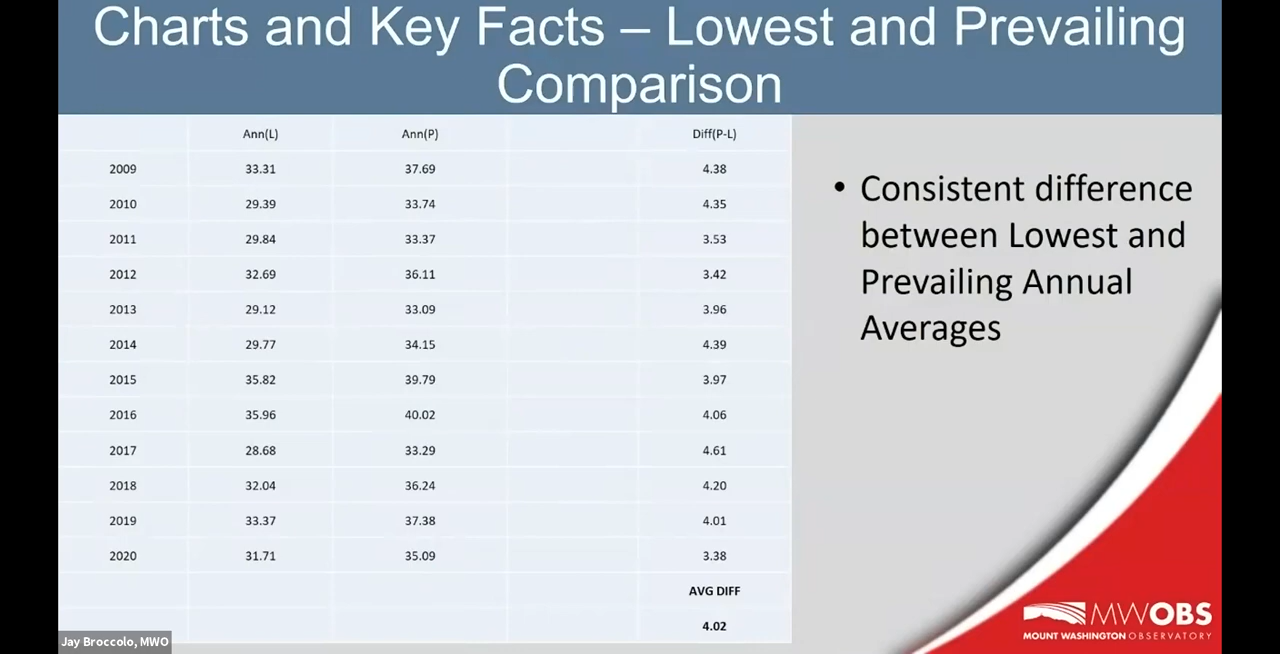 Charts and Key Facts – Lowest and Prevailing
Comparison
Ann(L) Ann(P) Diff(P-L)
2009 33.31 37.69 4.38
2010 29.39 33.74 4.35
2011 29.84 33.37 3.53
2012 32.69 36.11 3.42
2013 29.12 33.09 3.96
2014 29.77 34.15 4.39
2015 35.82 39.79 3.97
2016 35.96 40.02 4.06
2017 28.68 33.29 4.61
2018 32.04 36.24 4.20
2019 33.37 37.38 4.01
2020 31.71 35.09 3.38
AVG DIFF
4.02
• Consistent difference
between Lowest and
Prevailing Annual
Averages
MWOBS
MOUNT WASHINGTON OBSERVATORY
Jay Broccolo, MWO